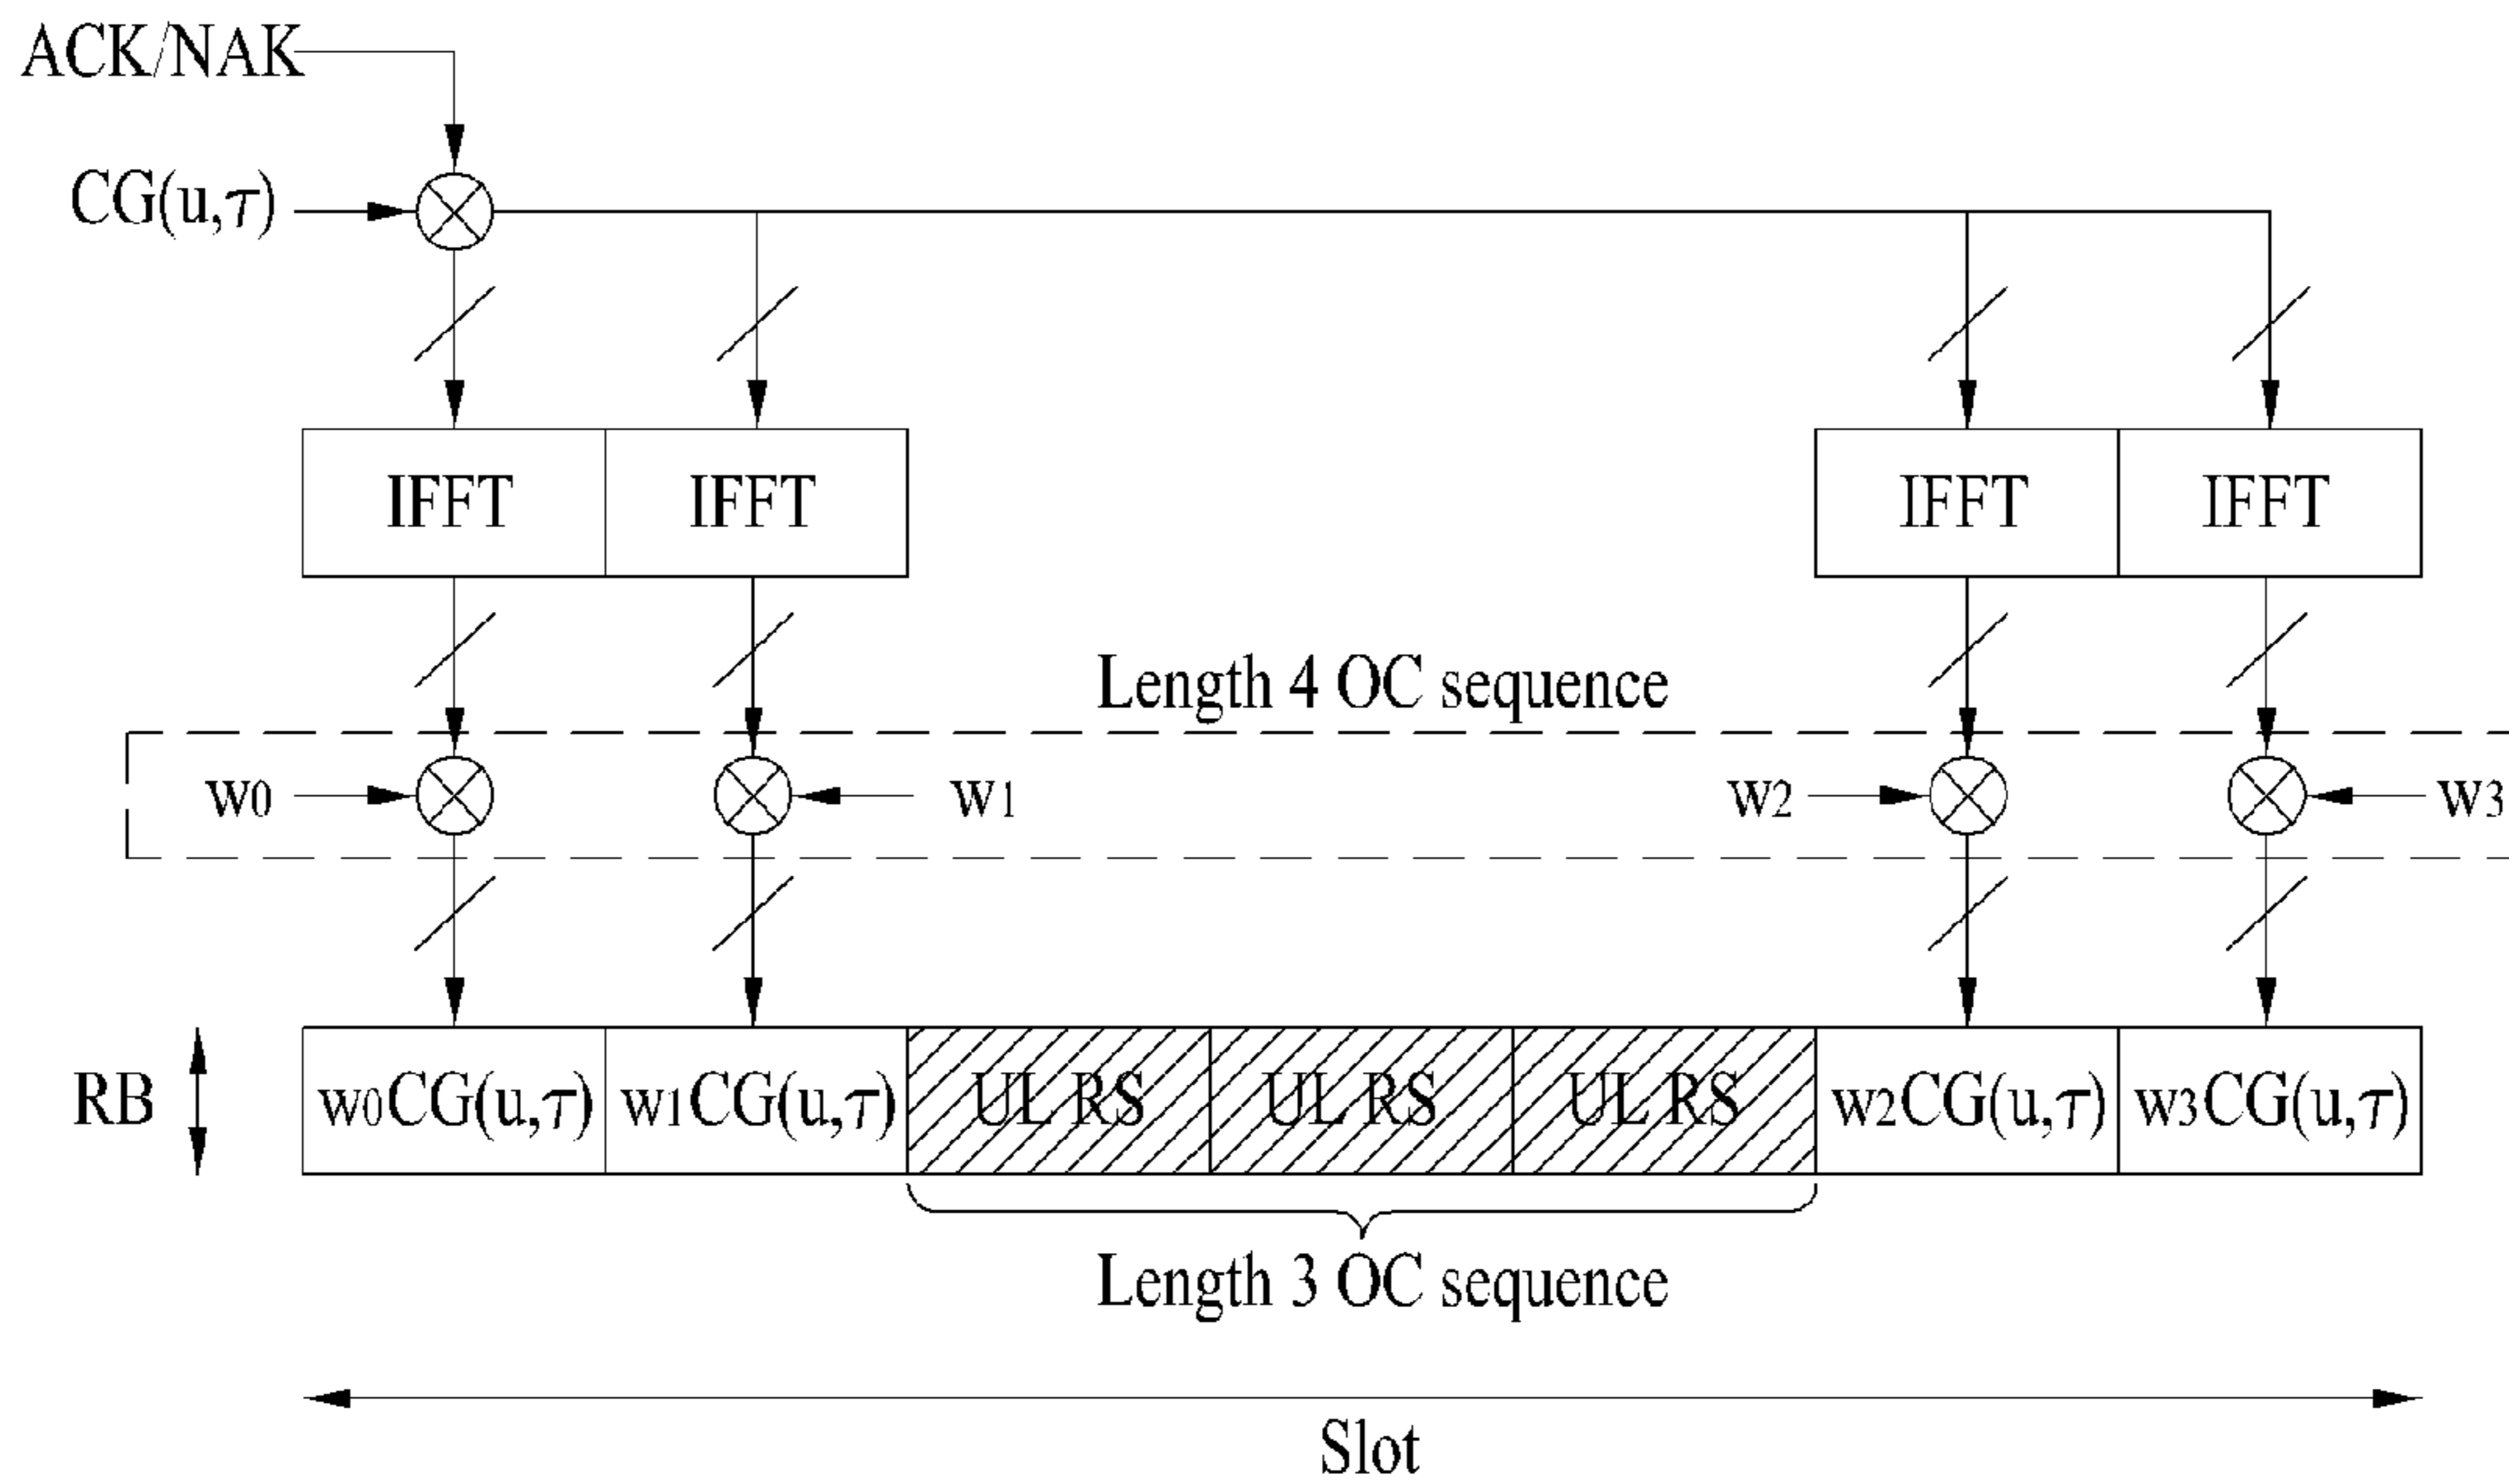 ACK/NAK
CG(u,τ)
IFFT IFFT IFFT IFFT
Length 4 OC sequence
w0 w1 w2 w3
RB w0CG(u,τ) w1CG(u,τ) UL RS UL RS UL RS w2CG(u,τ) w3CG(u,τ)
Length 3 OC sequence
Slot